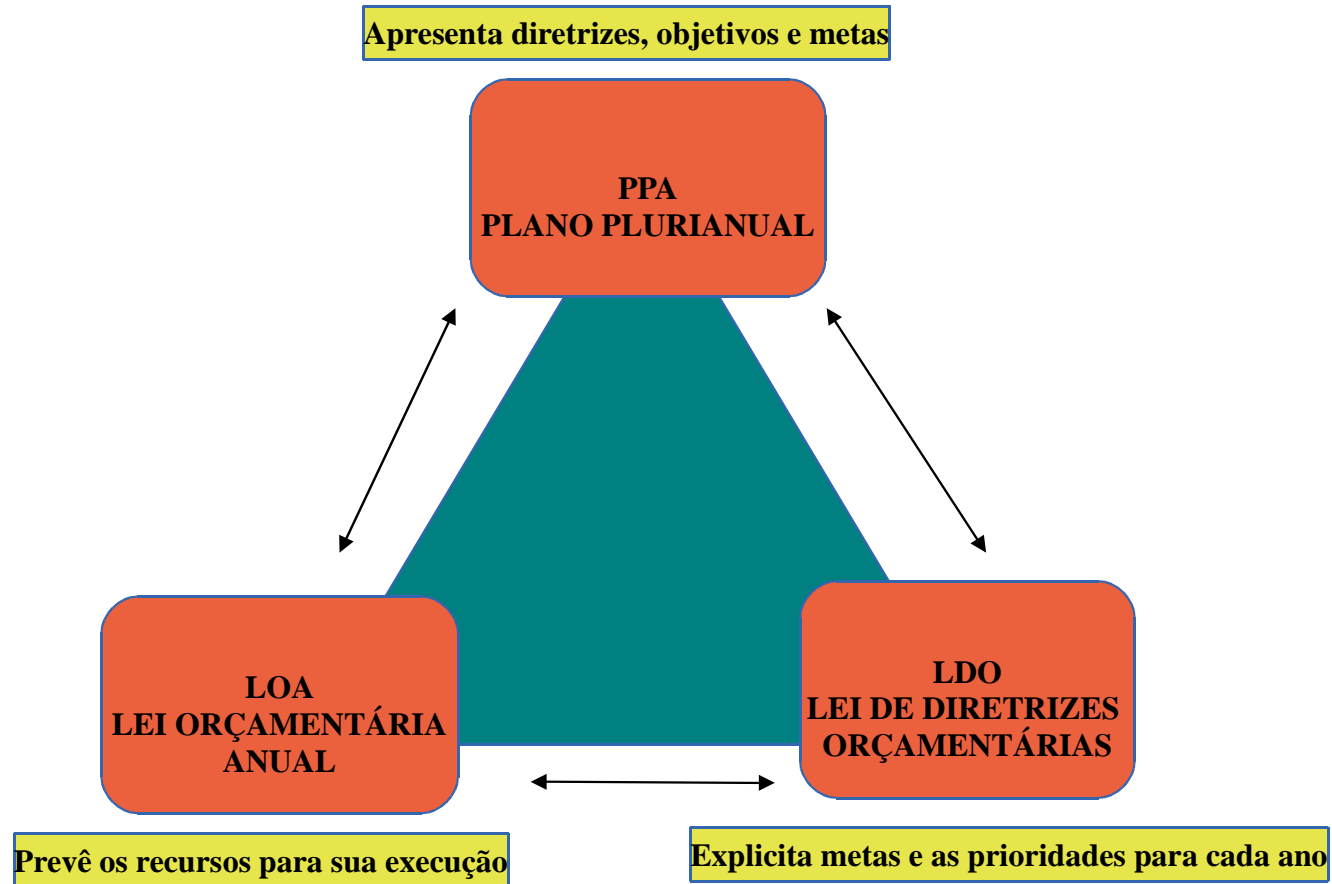 Apresenta diretrizes, objetivos e metas
PPA
PLANO PLURIANUAL
LOA
LEI ORÇAMENTÁRIA
ANUAL
LDO
LEI DE DIRETRIZES
ORÇAMENTÁRIAS
Prevê os recursos para sua execução
Explicita metas e as prioridades para cada ano